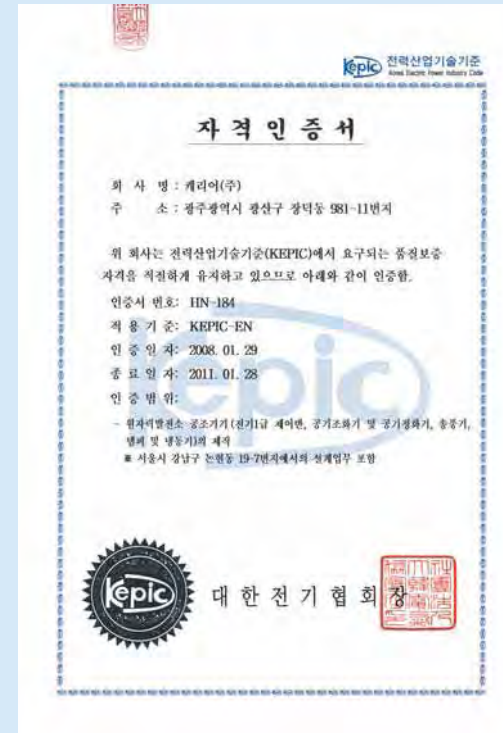 kepic 전력산업기술기준
Korea Electric Power Industry Code
자격인증서
회 사 명 : 캐리어(주)
주 소 : 광주광역시 광산구 장덕동 981-11번지
위 회사는 전력산업기술기준(KEPIC)에서 요구되는 품질보증
자격을 적절하게 유지하고 있으므로 아래와 같이 인증함.
인증서 번호: HN-184
적 용 기 준: KEPIC-EN
인 증 일 자: 2008. 01. 29
종 료 일 자: 2011. 01. 28
인 증 범 위:
- 원자력발전소 공조기기(전기1급 제어반, 공기조화기 및 공기정화기, 송풍기,
댐퍼 및 냉동기)의 제작
※ 서울시 강남구 논현동 19-7번지에서의 설계업무 포함
kepic
kepic
대한전기협회장